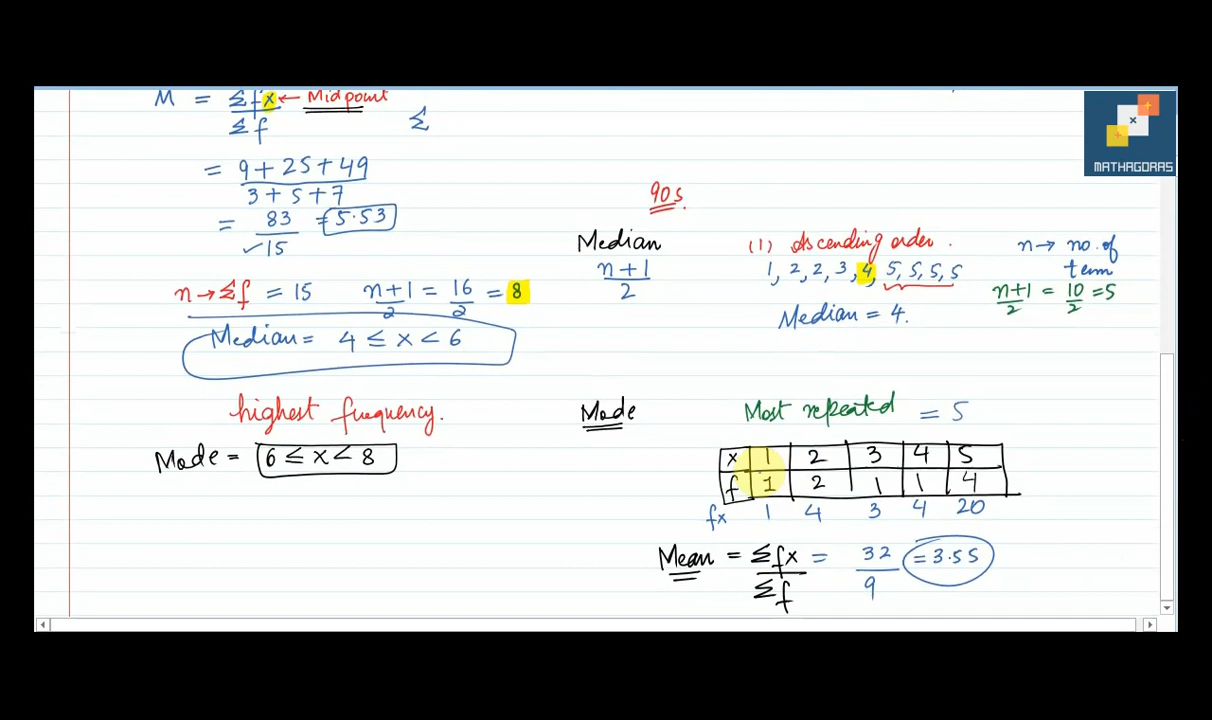 M = Σfx ← Midpoint
Σf
Σ
= 9 + 25 + 49
3 + 5 + 7
= 83 = 5.53
✓15
n → Σf = 15 n+1 = 16 = 8
2 2
Median = 4 ≤ x < 6
highest frequency.
Mode = 6 ≤ x < 8
MATHAGORAS
90s.
Median
n+1
2
(1) Ascending order.
1, 2, 2, 3, 4, 5, 5, 5, 5
Median = 4.
n → no. of
term
n+1 = 10 = 5
2 2
Mode Most repeated = 5
x 1 2 3 4 5
f 1 2 1 1 4
fx 1 4 3 4 20
Mean = Σfx = 32 = 3.55
Σf 9